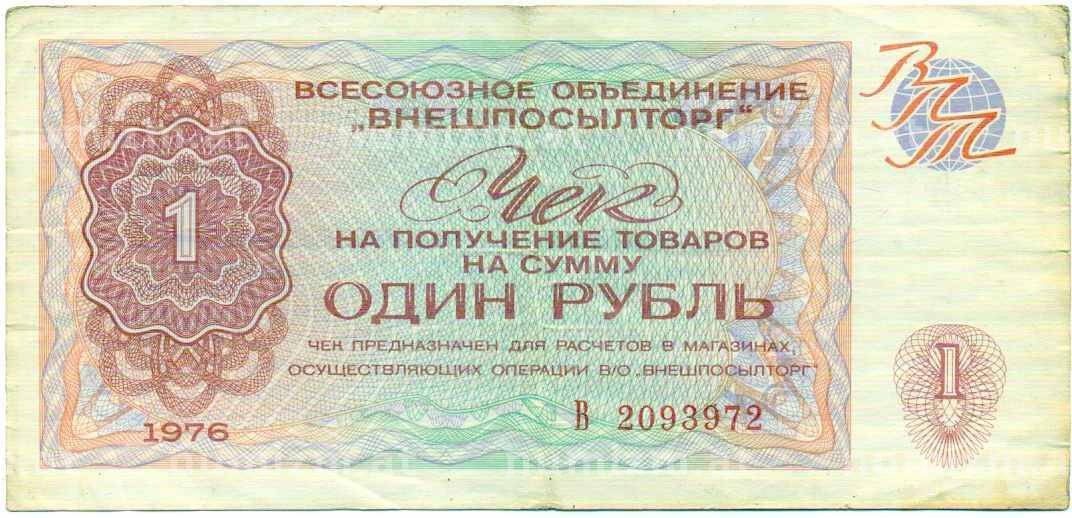 ВСЕСОЮЗНОЕ ОБЪЕДИНЕНИЕ
„ВНЕШПОСЫЛТОРГ“
ВПТ
Чек
НА ПОЛУЧЕНИЕ ТОВАРОВ
НА СУММУ
ОДИН РУБЛЬ
1
ЧЕК ПРЕДНАЗНАЧЕН ДЛЯ РАСЧЕТОВ В МАГАЗИНАХ,
ОСУЩЕСТВЛЯЮЩИХ ОПЕРАЦИИ В/О „ВНЕШПОСЫЛТОРГ“
1
В 2093972
1976